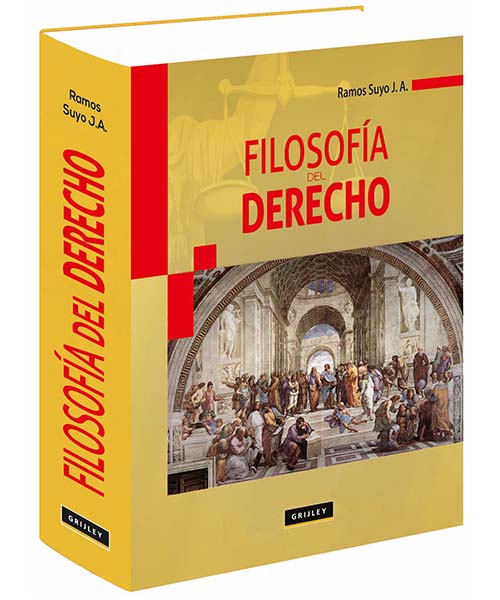 Ramos
Suyo J.A.
FILOSOFÍA DEL DERECHO
GRIJLEY
Ramos Suyo J. A.
FILOSOFÍA
DEL
DERECHO
GRIJLEY